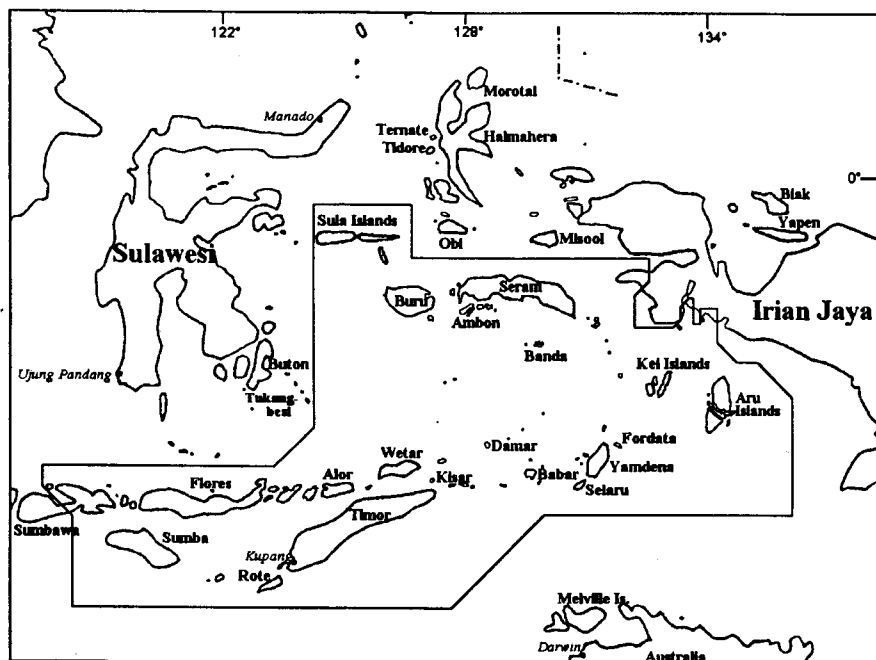 122° 128° 134°
Morotai
Manado
Ternate
Halmahera
Tidore
0°
Biak
Sula Islands
Yapen
Obi
Misool
Sulawesi
Seram
Buru
Irian Jaya
Ambon
Banda
Kei Islands
Buton
Ujung Pandang
Aru
Islands
Tukang-
besi
Fordata
Damar
Wetar
Yamdena
Alor
Babar
Kisar
Flores
Selaru
Sumbawa
Timor
Sumba
Kupang
Rote
Melville Is.
Darwin
Australia